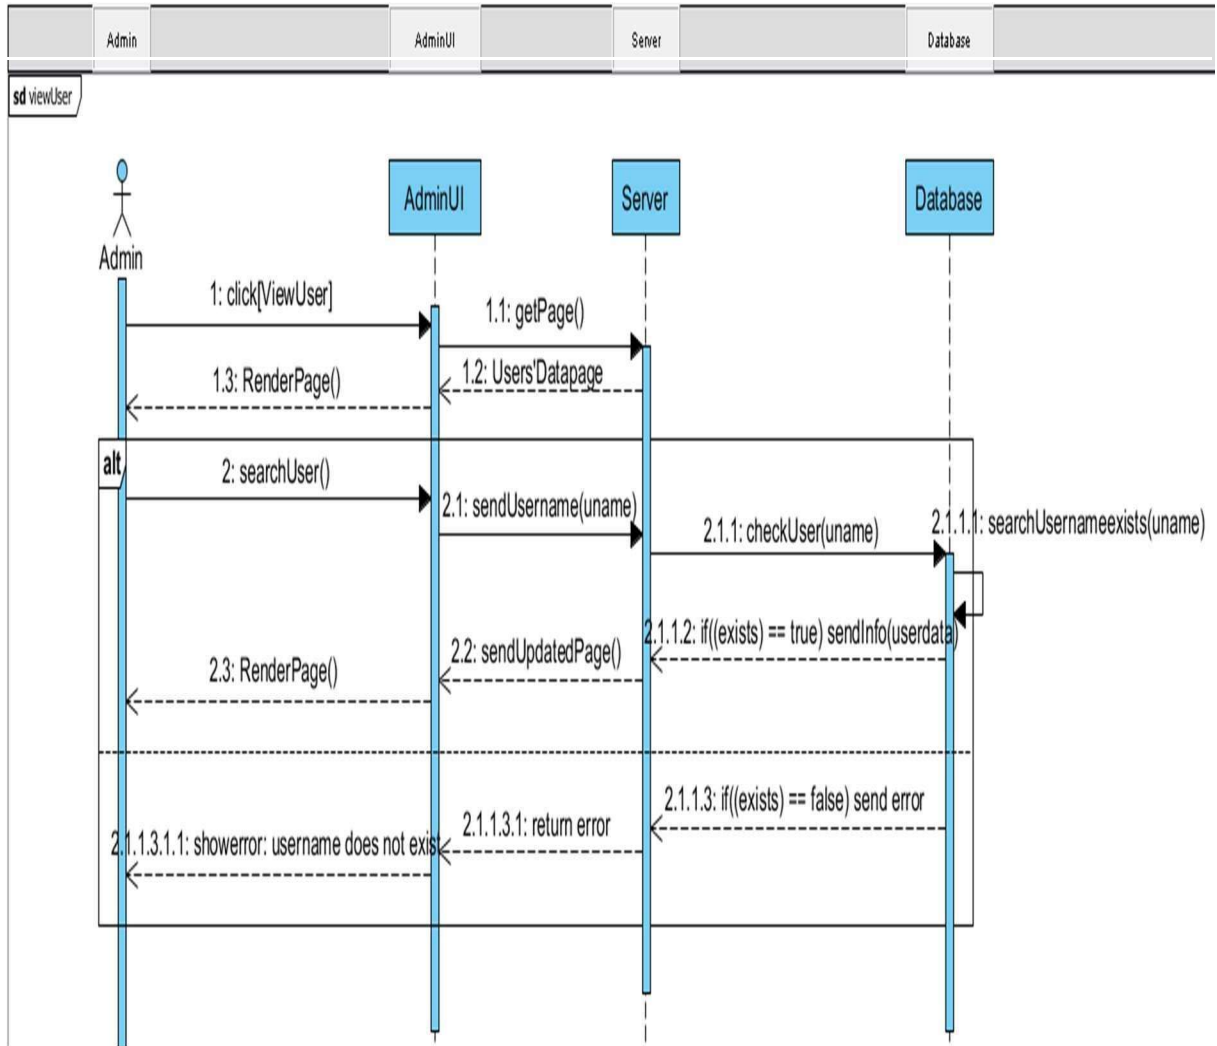 Admin AdminUI Server Database
sd viewUser
AdminUI Server Database
Admin
1: click[ViewUser]
1.1: getPage()
1.2: Users'Datapage
1.3: RenderPage()
alt
2: searchUser()
2.1: sendUsername(uname)
2.1.1: checkUser(uname)
2.1.1.1: searchUsernameexists(uname)
2.1.1.2: if((exists) == true) sendInfo(userdata)
2.2: sendUpdatedPage()
2.3: RenderPage()
2.1.1.3: if((exists) == false) send error
2.1.1.3.1: return error
2.1.1.3.1.1: showerror: username does not exist